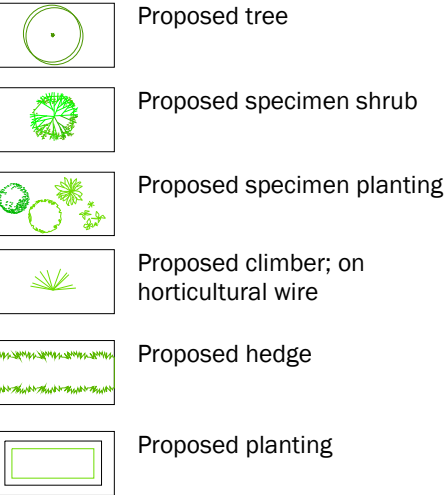 Proposed tree
Proposed specimen shrub
Proposed specimen planting
Proposed climber; on
horticultural wire
Proposed hedge
Proposed planting